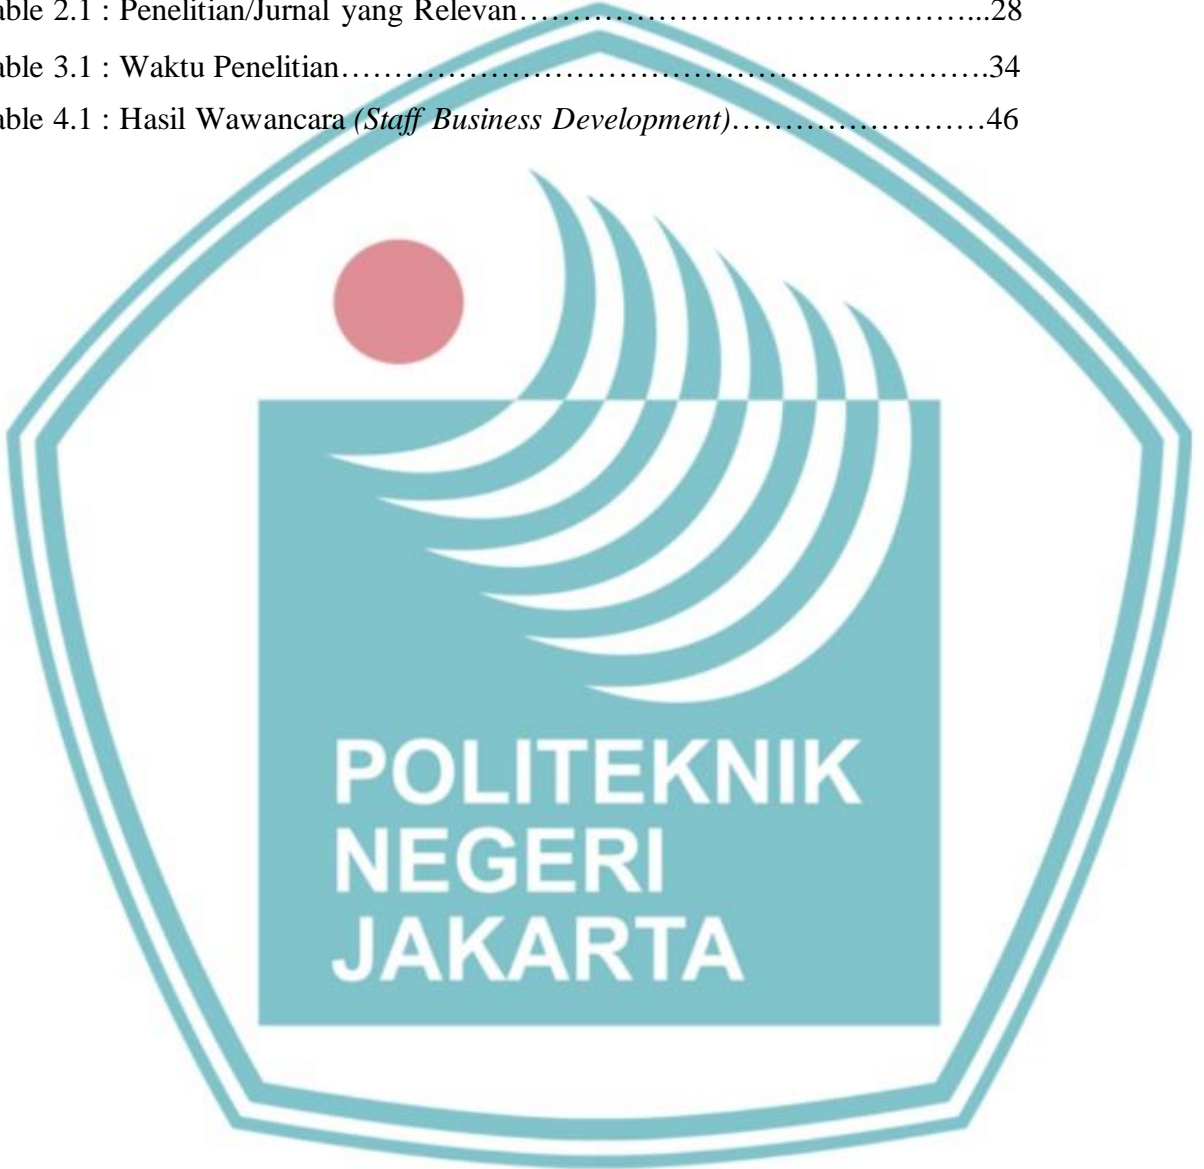 able 2.1 : Penelitian/Jurnal yang Relevan…………………………………...28
able 3.1 : Waktu Penelitian…………………………………………………….34
able 4.1 : Hasil Wawancara (Staff Business Development)……………………46
POLITEKNIK
NEGERI
JAKARTA